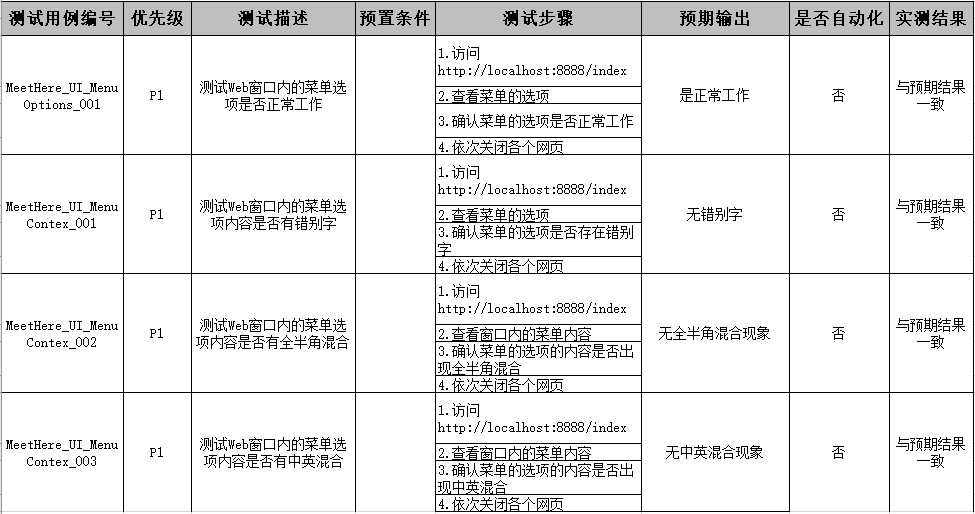 测试用例编号 优先级 测试描述 预置条件 测试步骤 预期输出 是否自动化 实测结果
MeetHere_UI_Menu
Options_001
P1
测试Web窗口内的菜单选
项是否正常工作
1.访问
http://localhost:8888/index
2.查看菜单的选项
3.确认菜单的选项是否正常工作
4.依次关闭各个网页
是正常工作
否
与预期结果
一致
MeetHere_UI_Menu
Contex_001
P1
测试Web窗口内的菜单选
项内容是否有错别字
1.访问
http://localhost:8888/index
2.查看菜单的选项
3.确认菜单的选项是否存在错别
字
4.依次关闭各个网页
无错别字
否
与预期结果
一致
MeetHere_UI_Menu
Contex_002
P1
测试Web窗口内的菜单选
项内容是否有全半角混合
1.访问
http://localhost:8888/index
2.查看窗口内的菜单内容
3.确认菜单的选项的内容是否出
现全半角混合
4.依次关闭各个网页
无全半角混合现象
否
与预期结果
一致
MeetHere_UI_Menu
Contex_003
P1
测试Web窗口内的菜单选
项内容是否有中英混合
1.访问
http://localhost:8888/index
2.查看窗口内的菜单内容
3.确认菜单的选项的内容是否出
现中英混合
4.依次关闭各个网页
无中英混合现象
否
与预期结果
一致